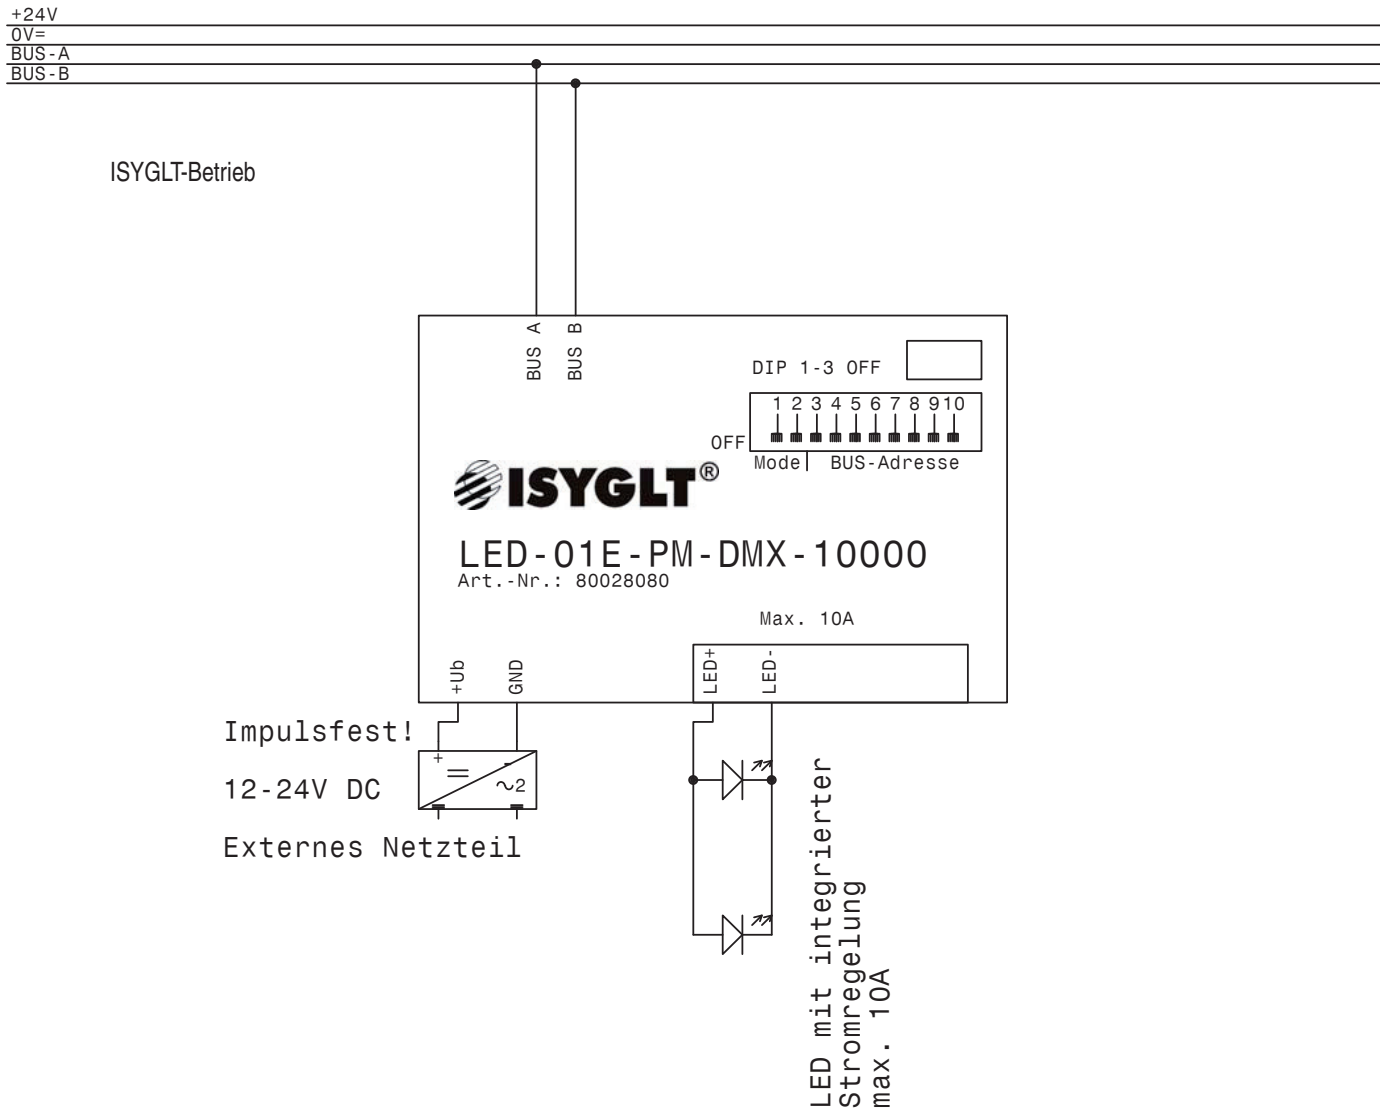 +24V
0V=
BUS-A
BUS-B
ISYGLT-Betrieb
BUS A
BUS B
DIP 1-3 OFF
1 2 3 4 5 6 7 8 9 10
OFF
Mode BUS-Adresse
ISYGLT®
LED-01E-PM-DMX-10000
Art.-Nr.: 80028080
Max. 10A
+Ub
GND
LED+
LED-
Impulsfest!
+ -
= ~2
12-24V DC
Externes Netzteil
LED mit integrierter
Stromregelung
max. 10A